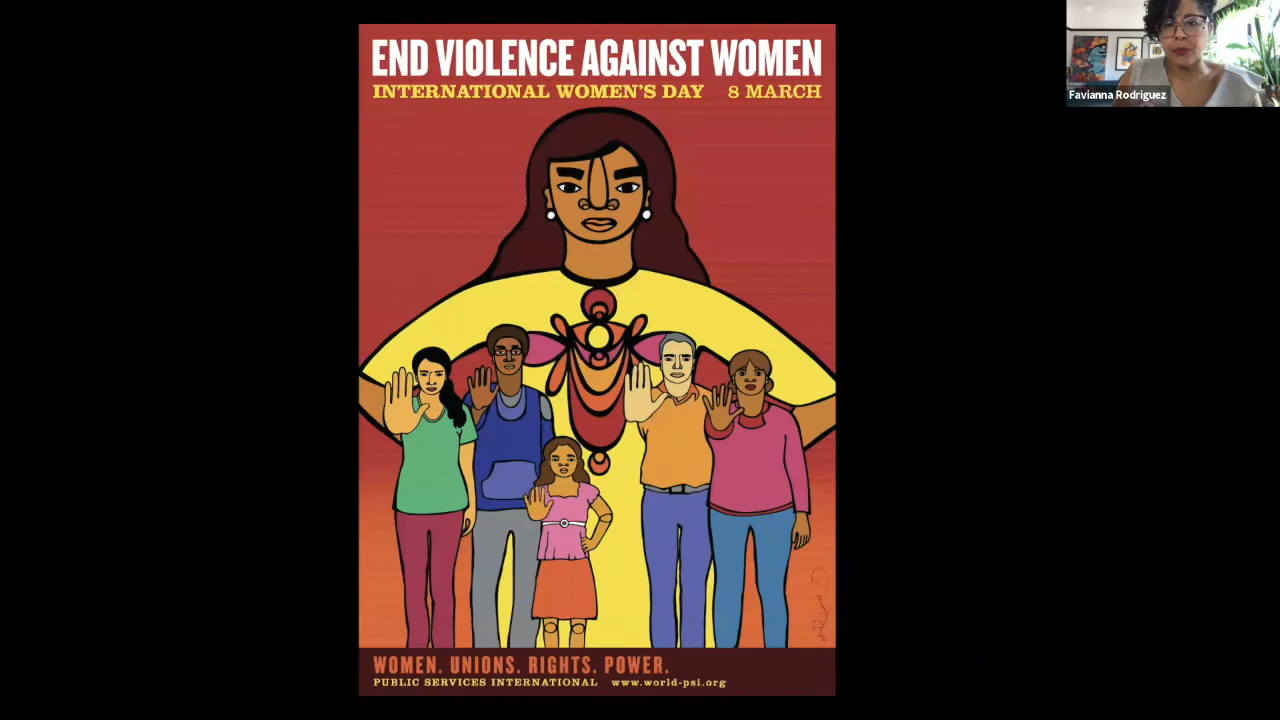 END VIOLENCE AGAINST WOMEN
INTERNATIONAL WOMEN'S DAY 8 MARCH
Favianna Rodriguez
WOMEN. UNIONS. RIGHTS. POWER.
PUBLIC SERVICES INTERNATIONAL www.world-psi.org